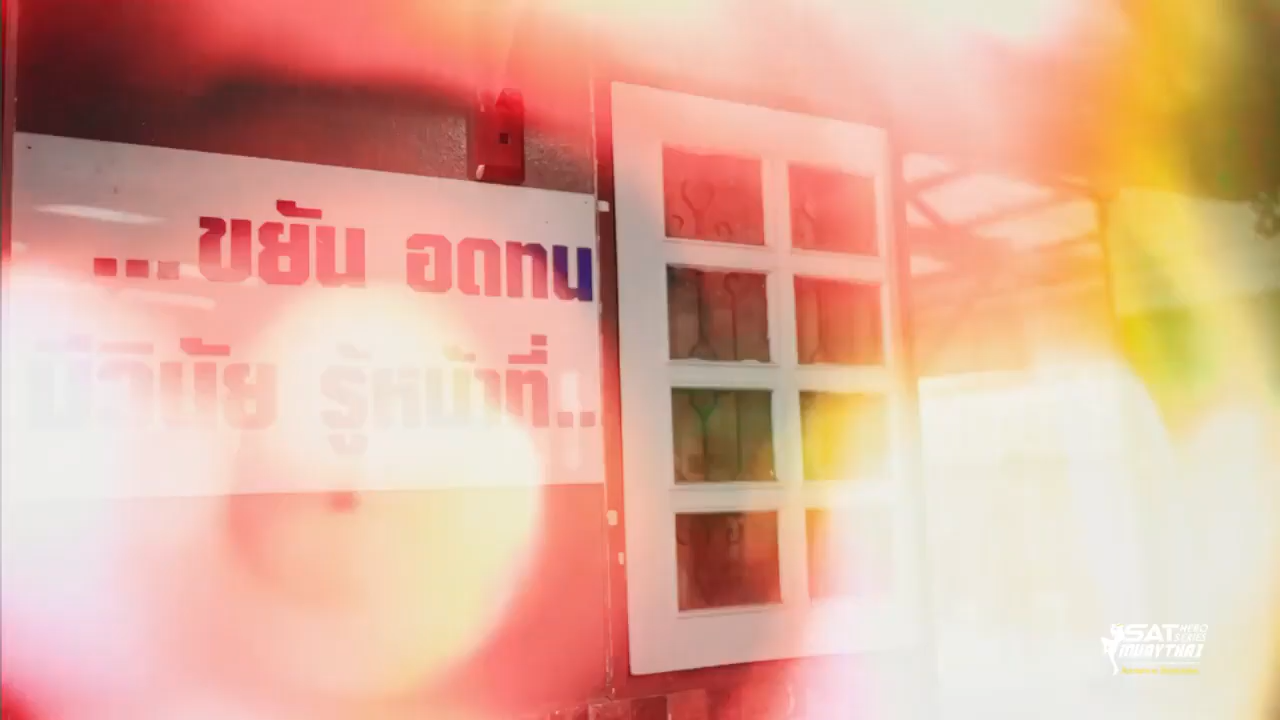 ...ขยัน อดทน
มีวินัย รู้หน้าที่...
SAT HERO SERIES
MUAYTHAI